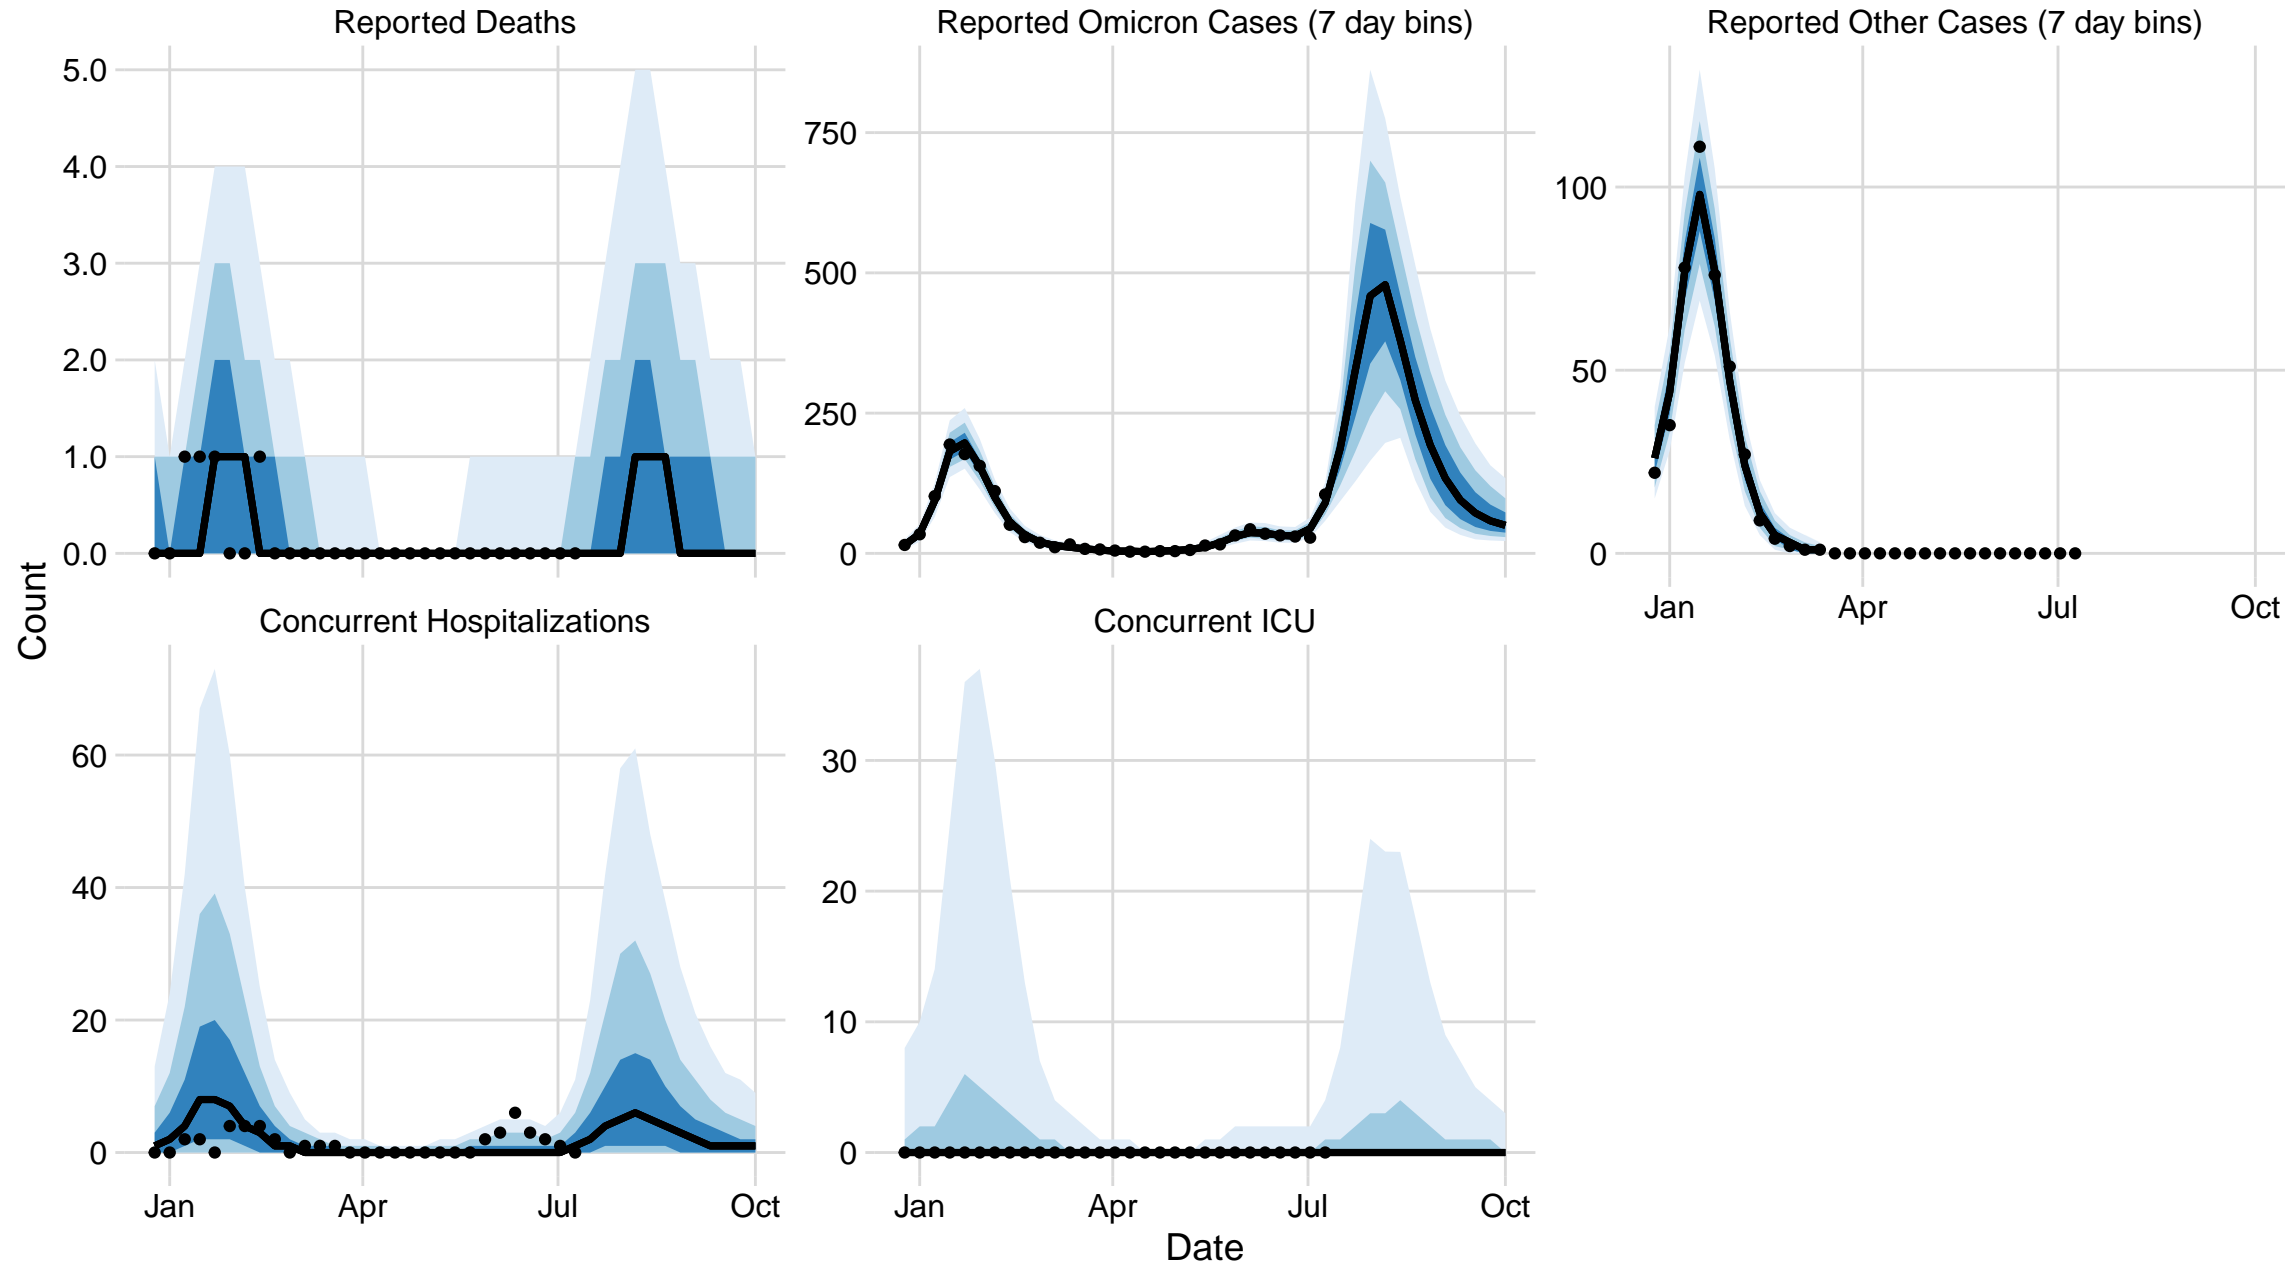 Reported Deaths
Reported Omicron Cases (7 day bins)
Reported Other Cases (7 day bins)
5.0
4.0
3.0
2.0
1.0
0.0
750
500
250
0
100
50
0
Jan Apr Jul Oct
Count
Concurrent Hospitalizations
Concurrent ICU
60
40
20
0
30
20
10
0
Jan Apr Jul Oct
Jan Apr Jul Oct
Date